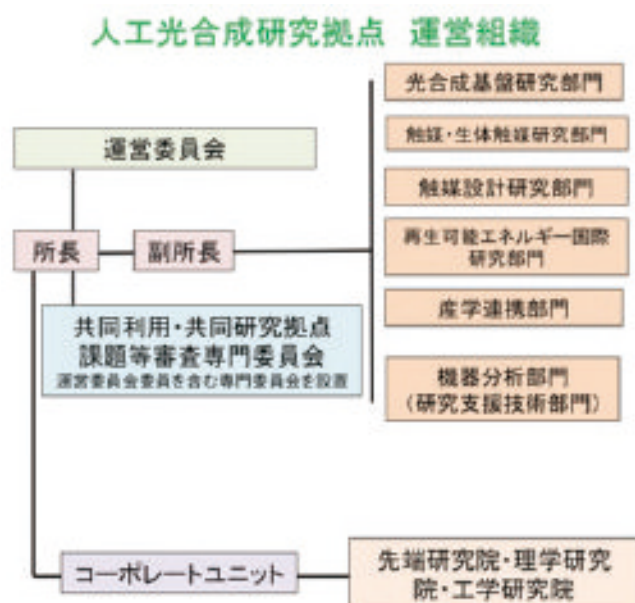 人工光合成研究拠点 運営組織
運営委員会
所長
副所長
共同利用・共同研究拠点
課題等審査専門委員会
運営委員会委員を含む専門委員会を設置
光合成基盤研究部門
触媒・生体触媒研究部門
触媒設計研究部門
再生可能エネルギー国際
研究部門
産学連携部門
機器分析部門
(研究支援技術部門)
コーポレートユニット
先端研究院・理学研究
院・工学研究院